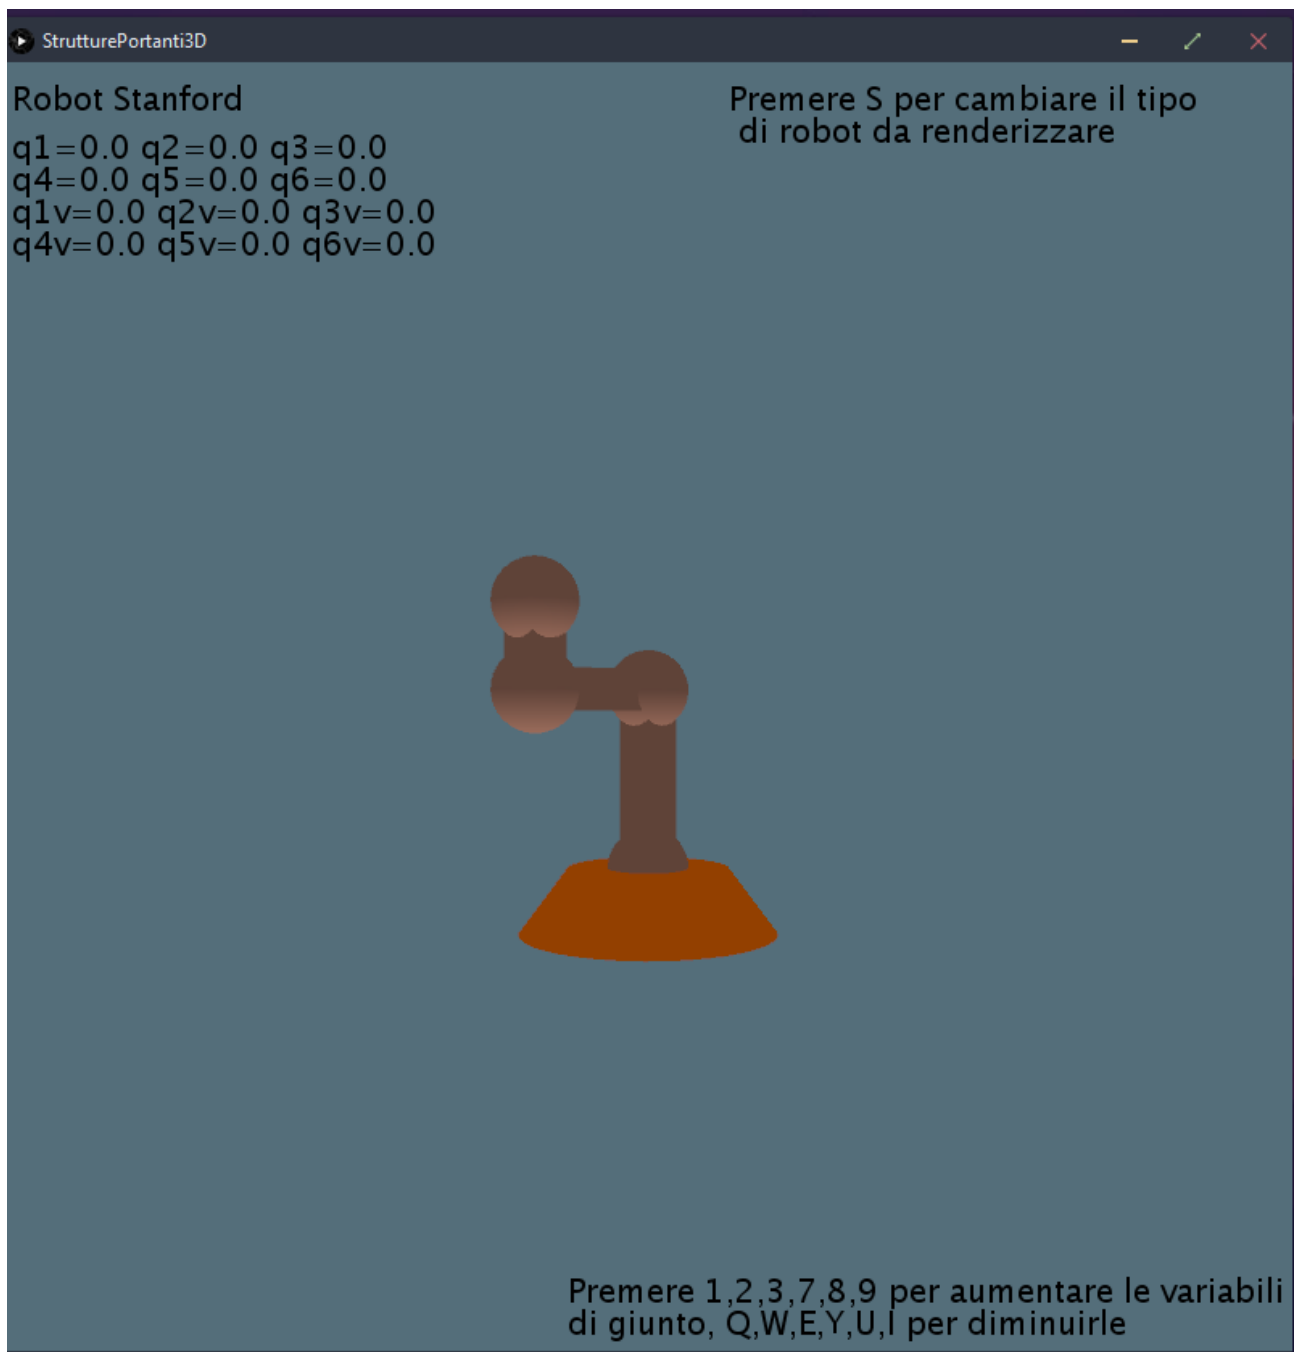 StrutturePortanti3D
Robot Stanford
q1=0.0 q2=0.0 q3=0.0
q4=0.0 q5=0.0 q6=0.0
q1v=0.0 q2v=0.0 q3v=0.0
q4v=0.0 q5v=0.0 q6v=0.0
Premere S per cambiare il tipo
di robot da renderizzare
Premere 1,2,3,7,8,9 per aumentare le variabili
di giunto, Q,W,E,Y,U,I per diminuirle